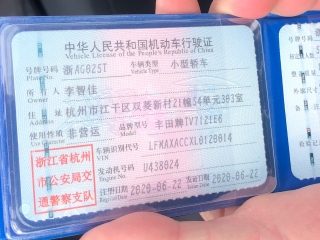 中华人民共和国机动车行驶证
Vehicle License of the People's Republic of China
号牌号码 浙AG625T 车辆类型 小型轿车
Plate No. Vehicle Type
所有人 李智佳
Owner
住址 杭州市江干区双菱新村21幢54单元303室
Address
使用性质 非营运 品牌型号 丰田牌TV7121E6
Use Character Model
浙江省杭州
市公安局交
通警察支队
车辆识别代号 LFMAXACCXL0120014
VIN
发动机号码 U438024
Engine No.
注册日期 2020-06-22 发证日期 2020-06-22
Register Date Issue Date